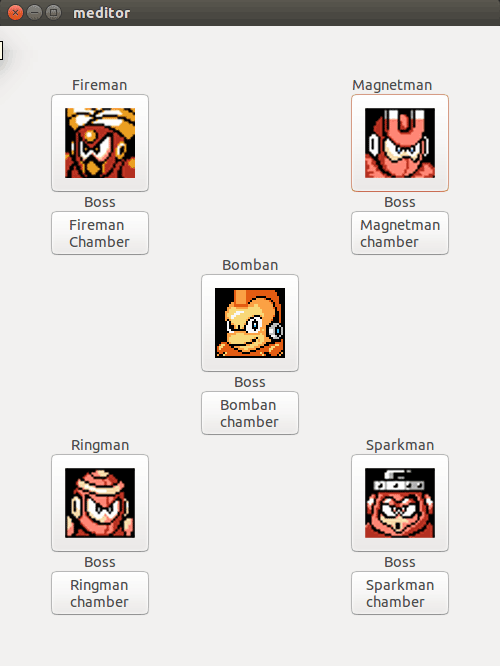 meditor
Fireman
Magnetman
Boss
Boss
Fireman
Chamber
Magnetman
chamber
Bomban
Boss
Bomban
chamber
Ringman
Sparkman
Boss
Boss
Ringman
chamber
Sparkman
chamber